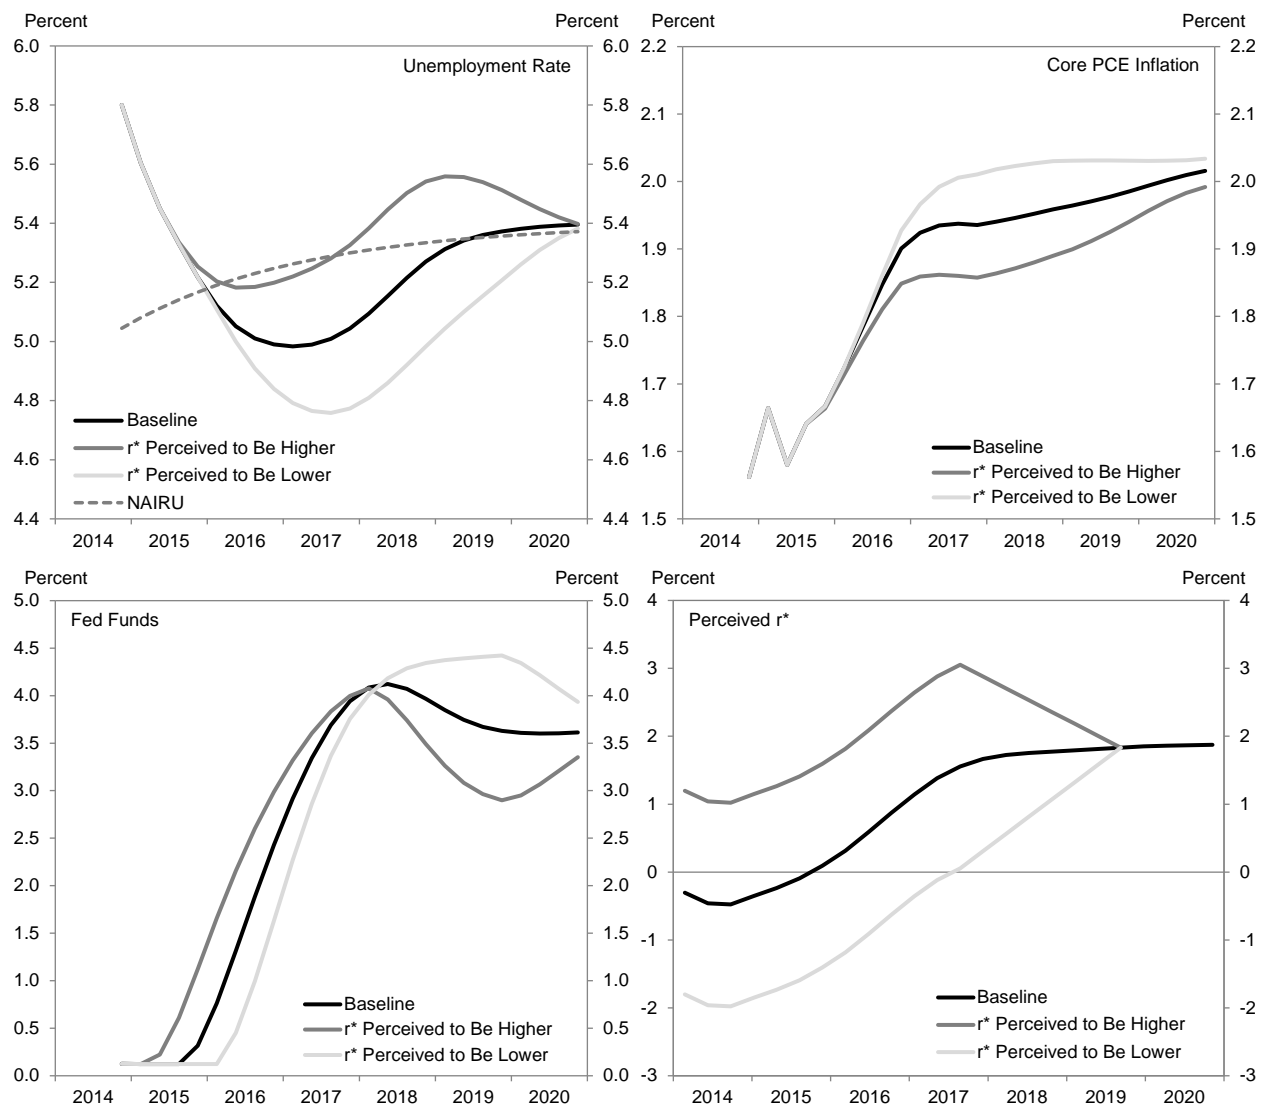 Percent Percent
6.0 6.0
Unemployment Rate
5.8 5.8
5.6 5.6
5.4 5.4
5.2 5.2
5.0 5.0
4.8 4.8
Baseline
r* Perceived to Be Higher
4.6 4.6
r* Perceived to Be Lower
NAIRU
4.4 4.4
2014 2015 2016 2017 2018 2019 2020
Percent Percent
2.2 2.2
Core PCE Inflation
2.1 2.1
2.0 2.0
1.9 1.9
1.8 1.8
1.7 1.7
Baseline
1.6 1.6
r* Perceived to Be Higher
r* Perceived to Be Lower
1.5 1.5
2014 2015 2016 2017 2018 2019 2020
Percent Percent
5.0 5.0
Fed Funds
4.5 4.5
4.0 4.0
3.5 3.5
3.0 3.0
2.5 2.5
2.0 2.0
1.5 1.5
1.0 1.0
Baseline
r* Perceived to Be Higher
0.5 0.5
r* Perceived to Be Lower
0.0 0.0
2014 2015 2016 2017 2018 2019 2020
Percent Percent
4 4
Perceived r*
3 3
2 2
1 1
0 0
-1 -1
Baseline
-2 -2
r* Perceived to Be Higher
r* Perceived to Be Lower
-3 -3
2014 2015 2016 2017 2018 2019 2020